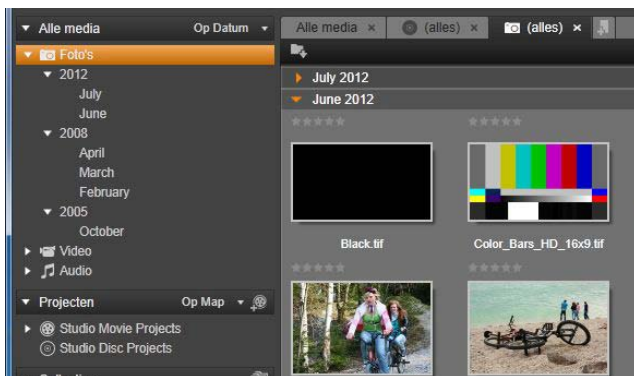 Alle media Op Datum
Foto's
2012
July
June
2008
April
March
February
2005
October
Video
Audio
Projecten Op Map
Studio Movie Projects
Studio Disc Projects
Alle media × (alles) × (alles) ×
July 2012
June 2012
Black.tif Color_Bars_HD_16x9.tif